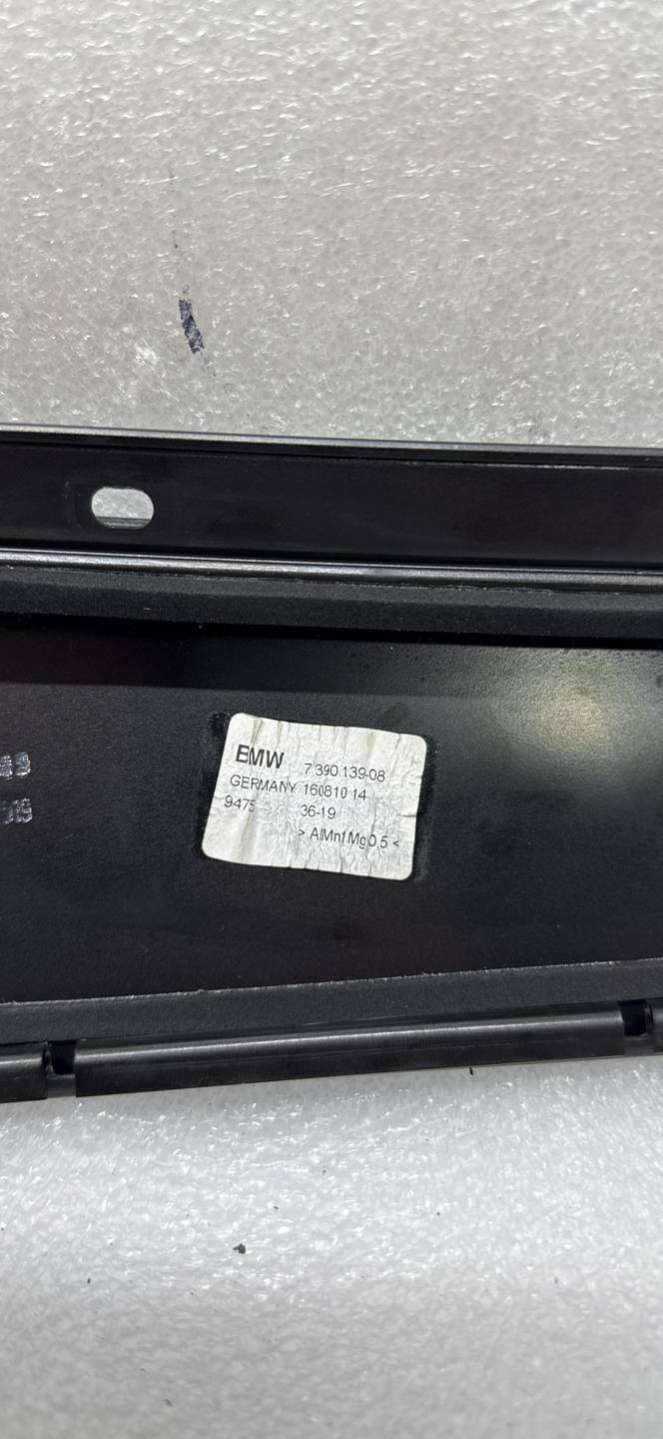 BMW 7 390 139-08
GERMANY 16081014
9475 36-19
> AlMn1Mg0,5 <